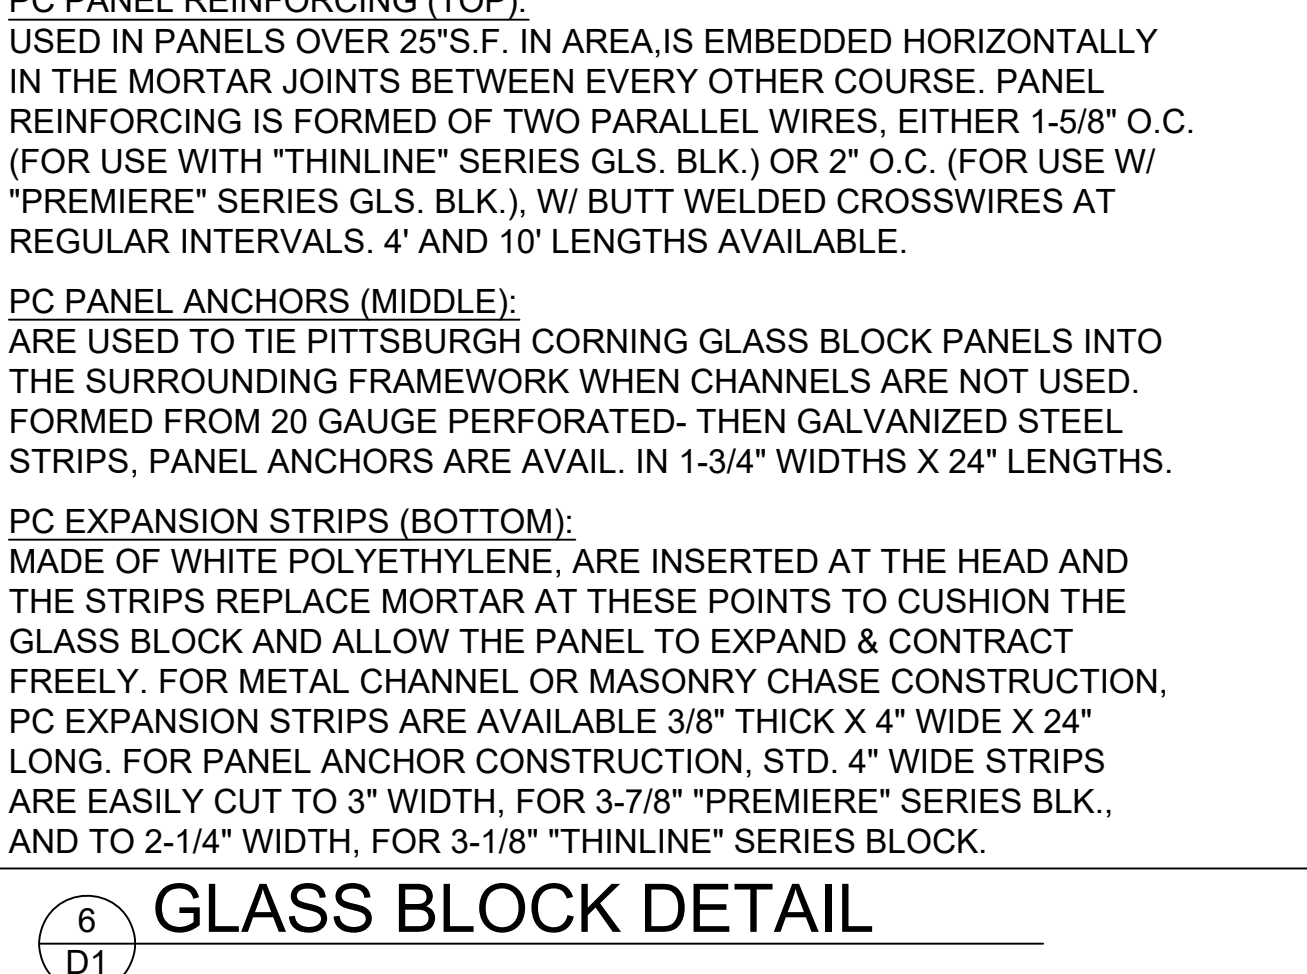 PC PANEL REINFORCING (TOP):
USED IN PANELS OVER 25"S.F. IN AREA,IS EMBEDDED HORIZONTALLY
IN THE MORTAR JOINTS BETWEEN EVERY OTHER COURSE. PANEL
REINFORCING IS FORMED OF TWO PARALLEL WIRES, EITHER 1-5/8" O.C.
(FOR USE WITH "THINLINE" SERIES GLS. BLK.) OR 2" O.C. (FOR USE W/
"PREMIERE" SERIES GLS. BLK.), W/ BUTT WELDED CROSSWIRES AT
REGULAR INTERVALS. 4' AND 10' LENGTHS AVAILABLE.
PC PANEL ANCHORS (MIDDLE):
ARE USED TO TIE PITTSBURGH CORNING GLASS BLOCK PANELS INTO
THE SURROUNDING FRAMEWORK WHEN CHANNELS ARE NOT USED.
FORMED FROM 20 GAUGE PERFORATED- THEN GALVANIZED STEEL
STRIPS, PANEL ANCHORS ARE AVAIL. IN 1-3/4" WIDTHS X 24" LENGTHS.
PC EXPANSION STRIPS (BOTTOM):
MADE OF WHITE POLYETHYLENE, ARE INSERTED AT THE HEAD AND
THE STRIPS REPLACE MORTAR AT THESE POINTS TO CUSHION THE
GLASS BLOCK AND ALLOW THE PANEL TO EXPAND & CONTRACT
FREELY. FOR METAL CHANNEL OR MASONRY CHASE CONSTRUCTION,
PC EXPANSION STRIPS ARE AVAILABLE 3/8" THICK X 4" WIDE X 24"
LONG. FOR PANEL ANCHOR CONSTRUCTION, STD. 4" WIDE STRIPS
ARE EASILY CUT TO 3" WIDTH, FOR 3-7/8" "PREMIERE" SERIES BLK.,
AND TO 2-1/4" WIDTH, FOR 3-1/8" "THINLINE" SERIES BLOCK.
6 GLASS BLOCK DETAIL
D1